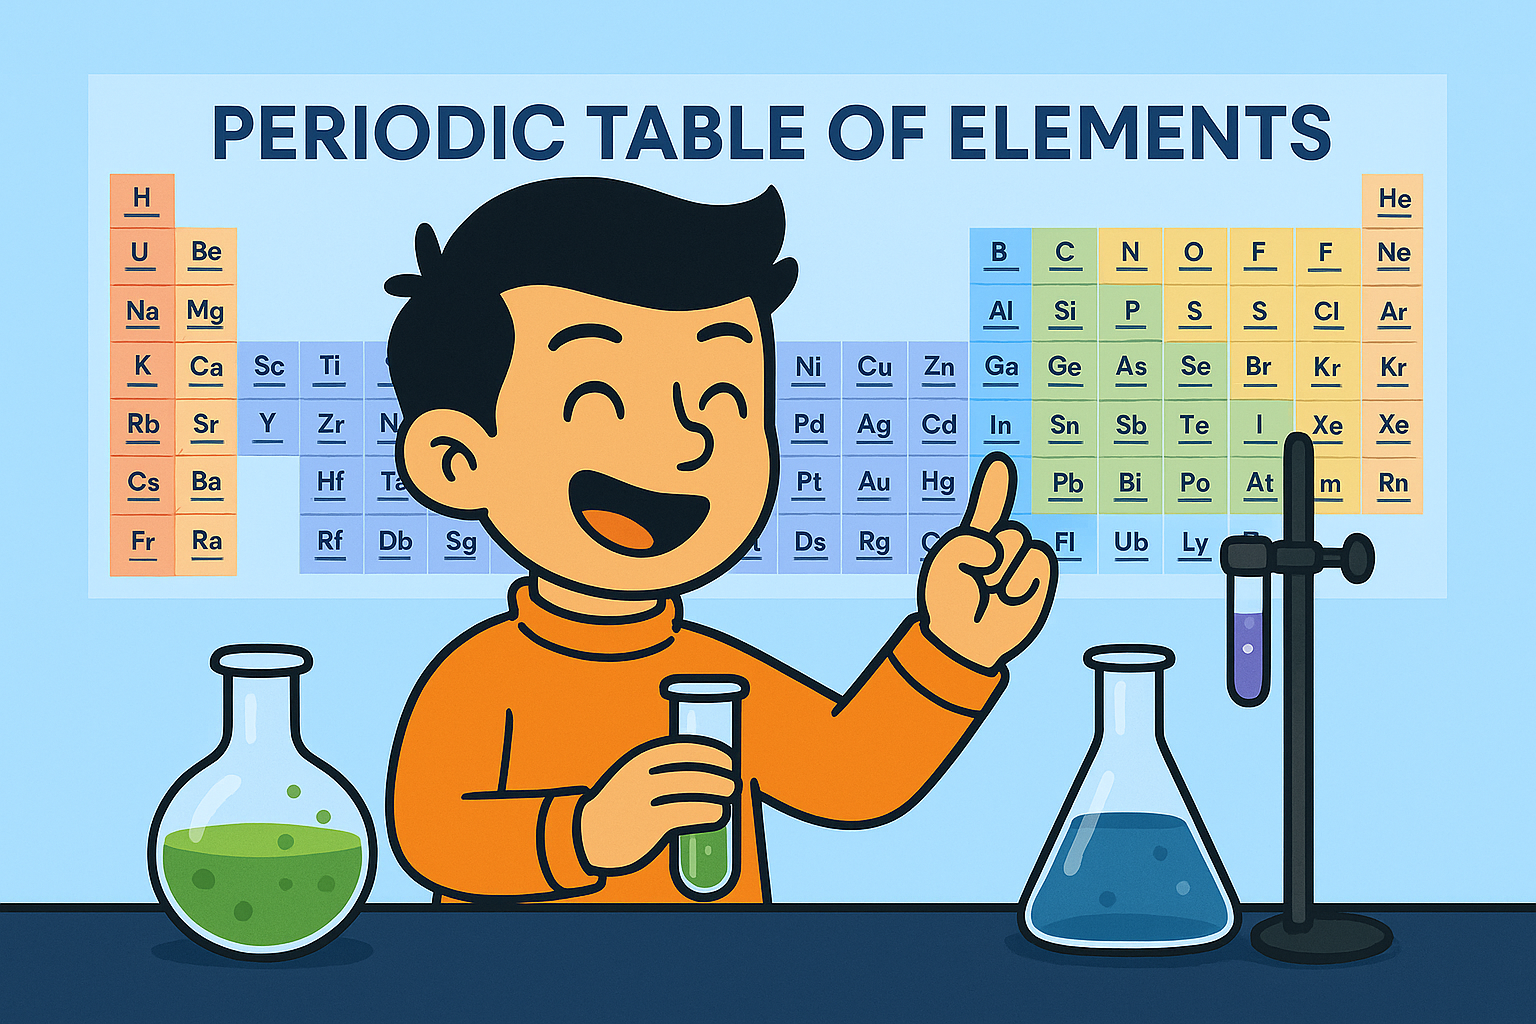 PERIODIC TABLE OF ELEMENTS
H He
U Be B C N O F F Ne
Na Mg Al Si P S S Cl Ar
K Ca Sc Ti Ni Cu Zn Ga Ge As Se Br Kr Kr
Rb Sr Y Zr N Pd Ag Cd In Sn Sb Te I Xe Xe
Cs Ba Hf Ta Pt Au Hg Pb Bi Po At m Rn
Fr Ra Rf Db Sg Ds Rg Fl Ub Ly